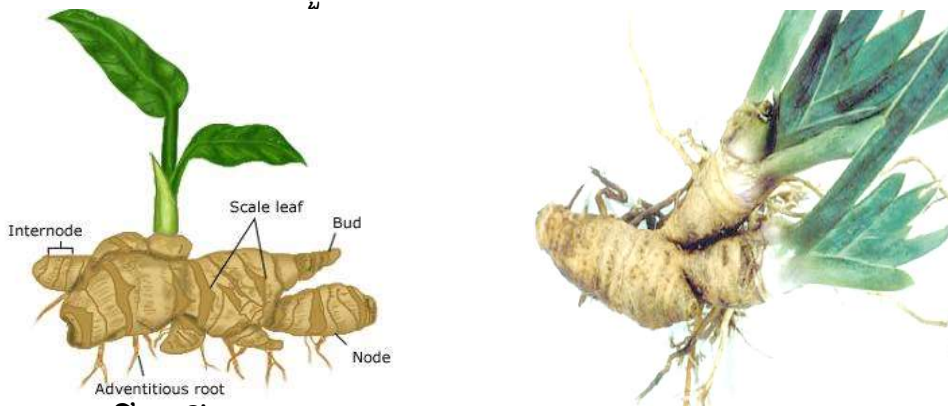 Scale leaf
Bud
Internode
Node
Adventitious root